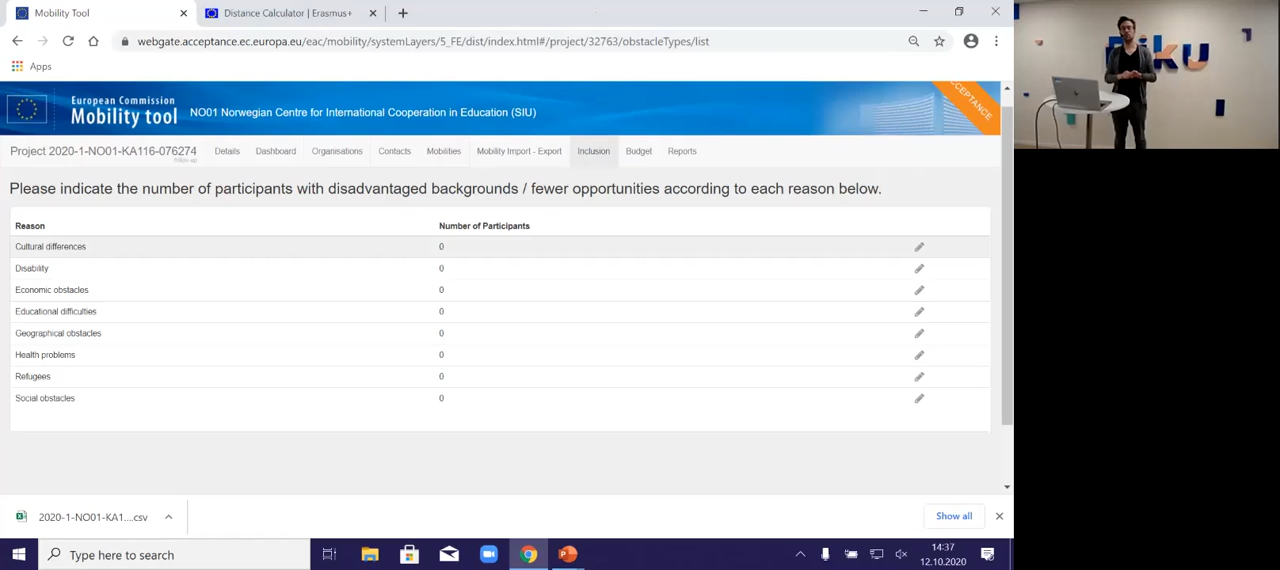 Mobility Tool
Distance Calculator | Erasmus+
webgate.acceptance.ec.europa.eu/eac/mobility/systemLayers/5_FE/dist/index.html#/project/32763/obstacleTypes/list
Apps
European Commission
Mobility tool
NO01 Norwegian Centre for International Cooperation in Education (SIU)
ACCEPTANCE
Project 2020-1-NO01-KA116-076274
Details
Dashboard
Organisations
Contacts
Mobilities
Mobility Import - Export
Inclusion
Budget
Reports
Please indicate the number of participants with disadvantaged backgrounds / fewer opportunities according to each reason below.
Reason Number of Participants
Cultural differences 0
Disability 0
Economic obstacles 0
Educational difficulties 0
Geographical obstacles 0
Health problems 0
Refugees 0
Social obstacles 0
2020-1-NO01-KA1....csv
Show all
Type here to search
14:37
12.10.2020